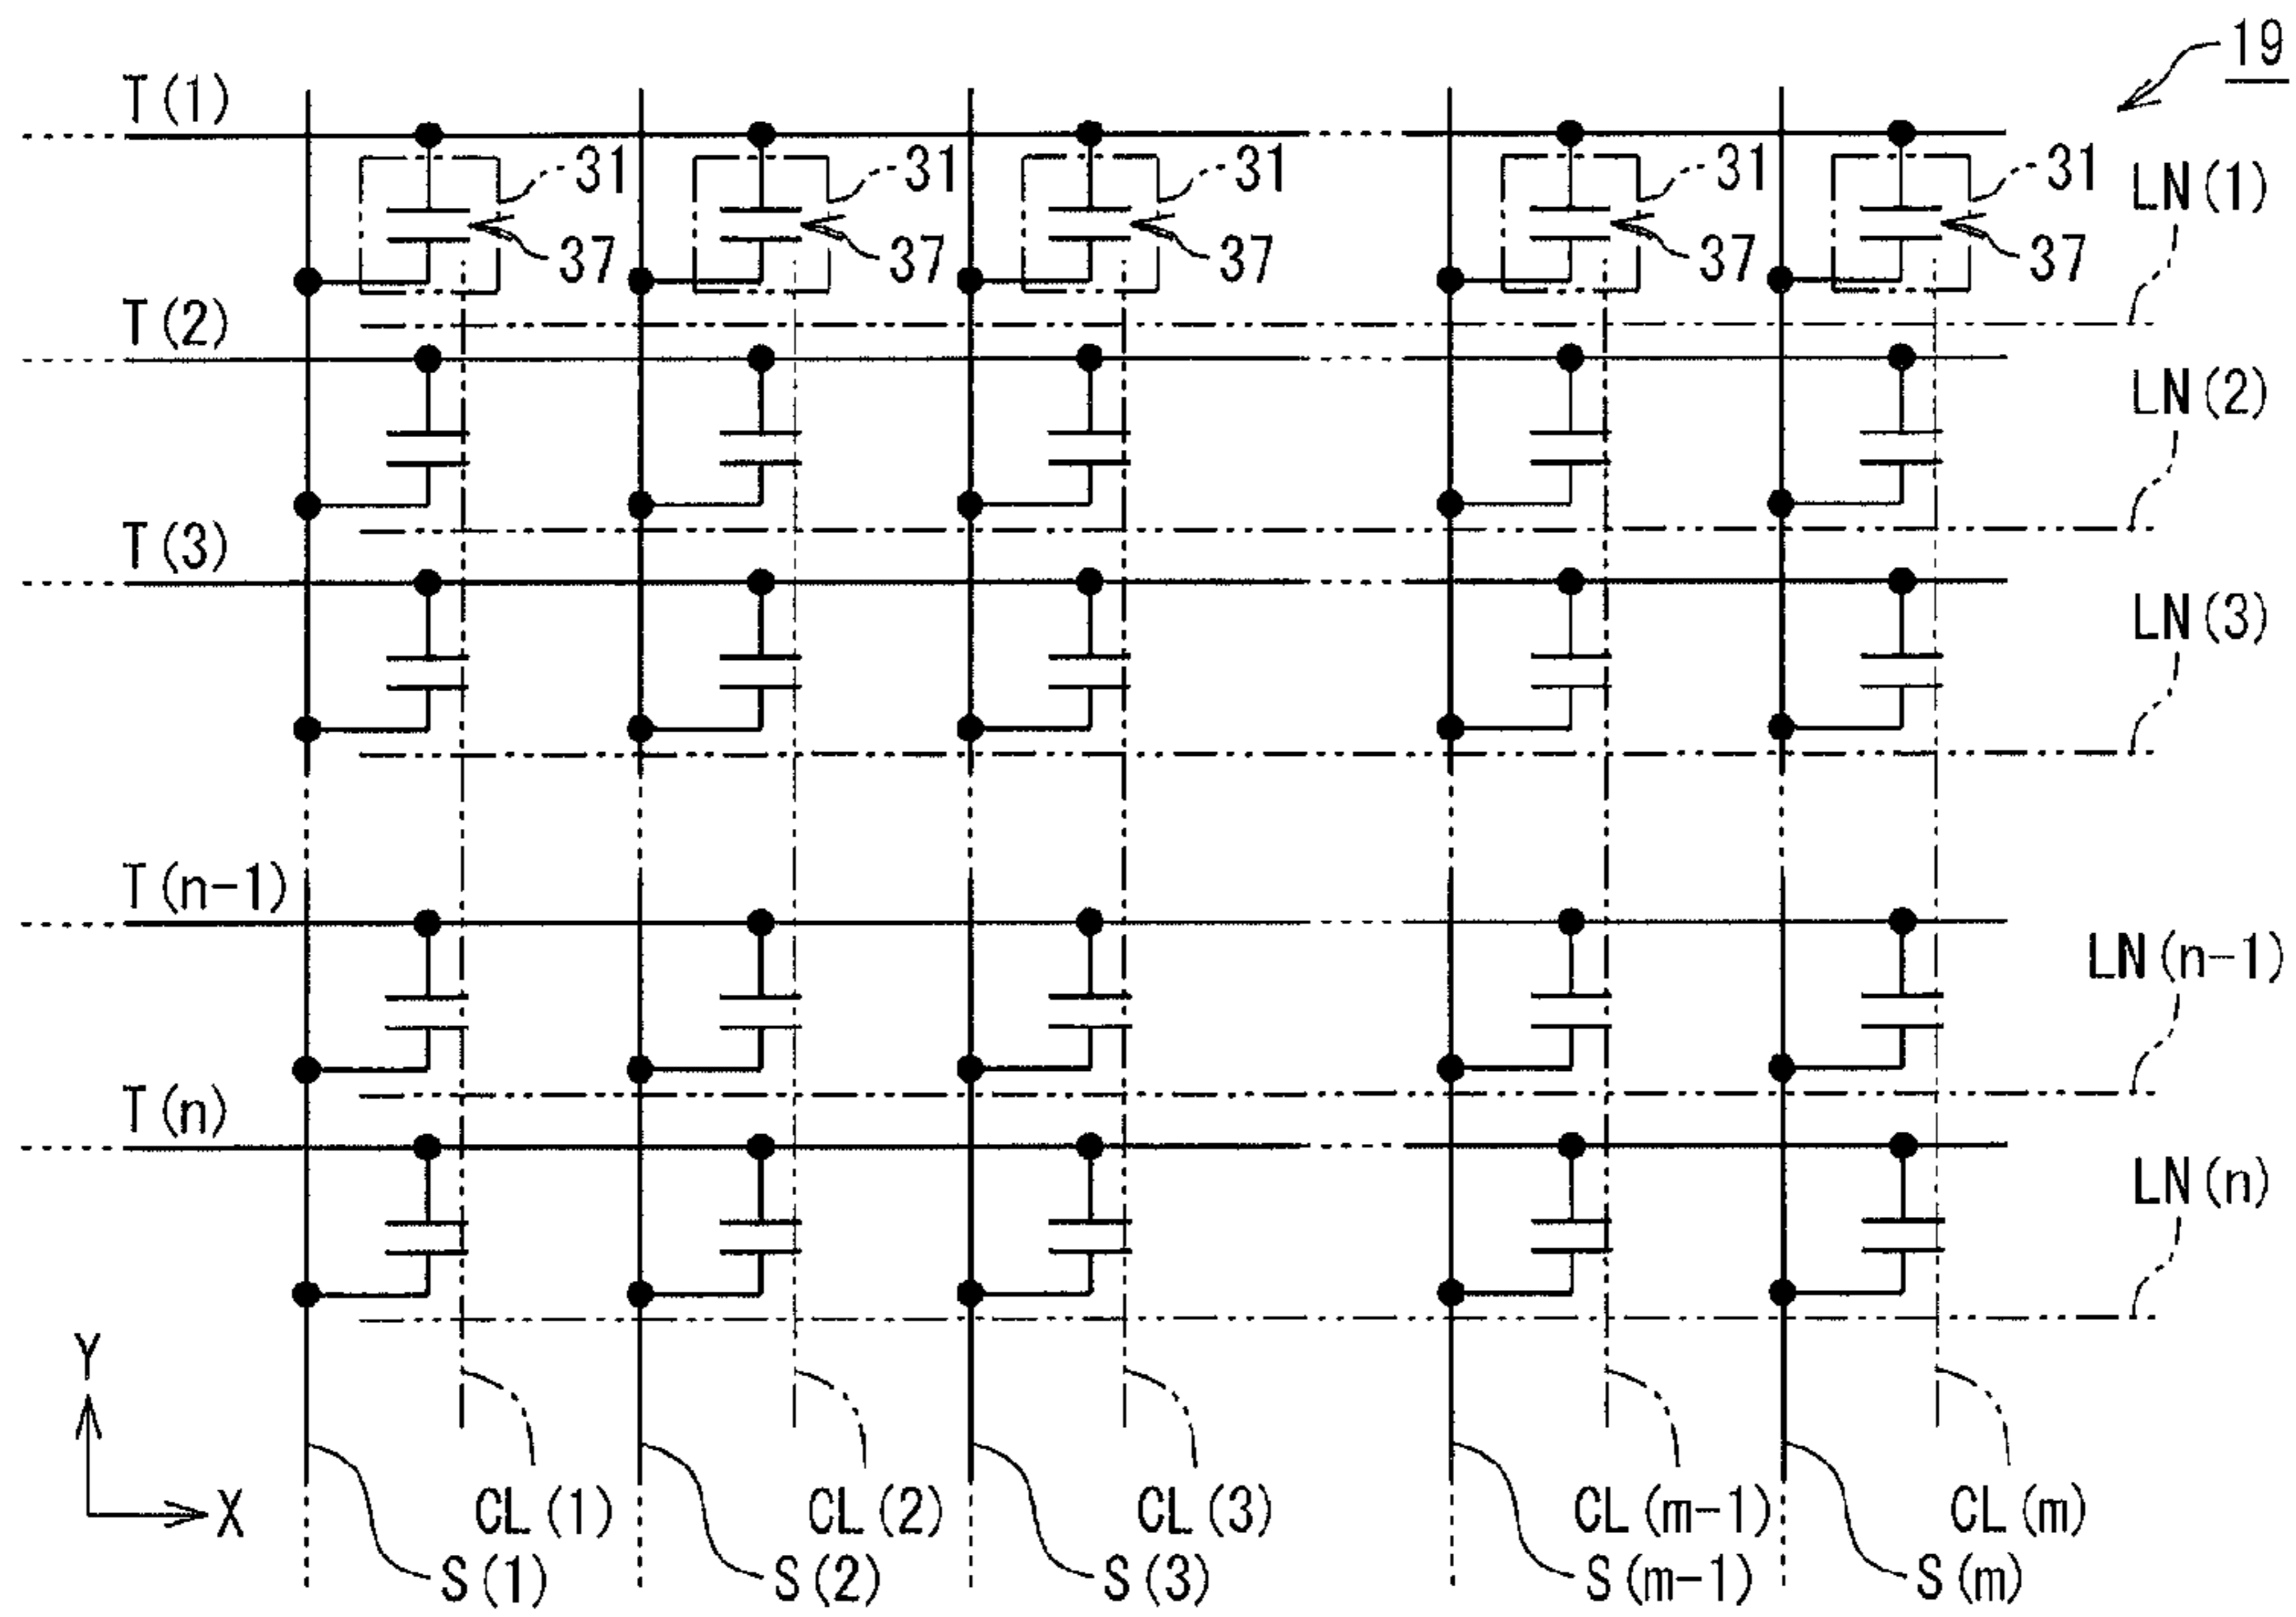 19
T(1)
31 31 31 31 31
LN(1)
37 37 37 37 37
T(2)
LN(2)
T(3)
LN(3)
T(n-1)
LN(n-1)
T(n)
LN(n)
Y
X
CL(1) CL(2) CL(3) CL(m-1) CL(m)
S(1) S(2) S(3) S(m-1) S(m)